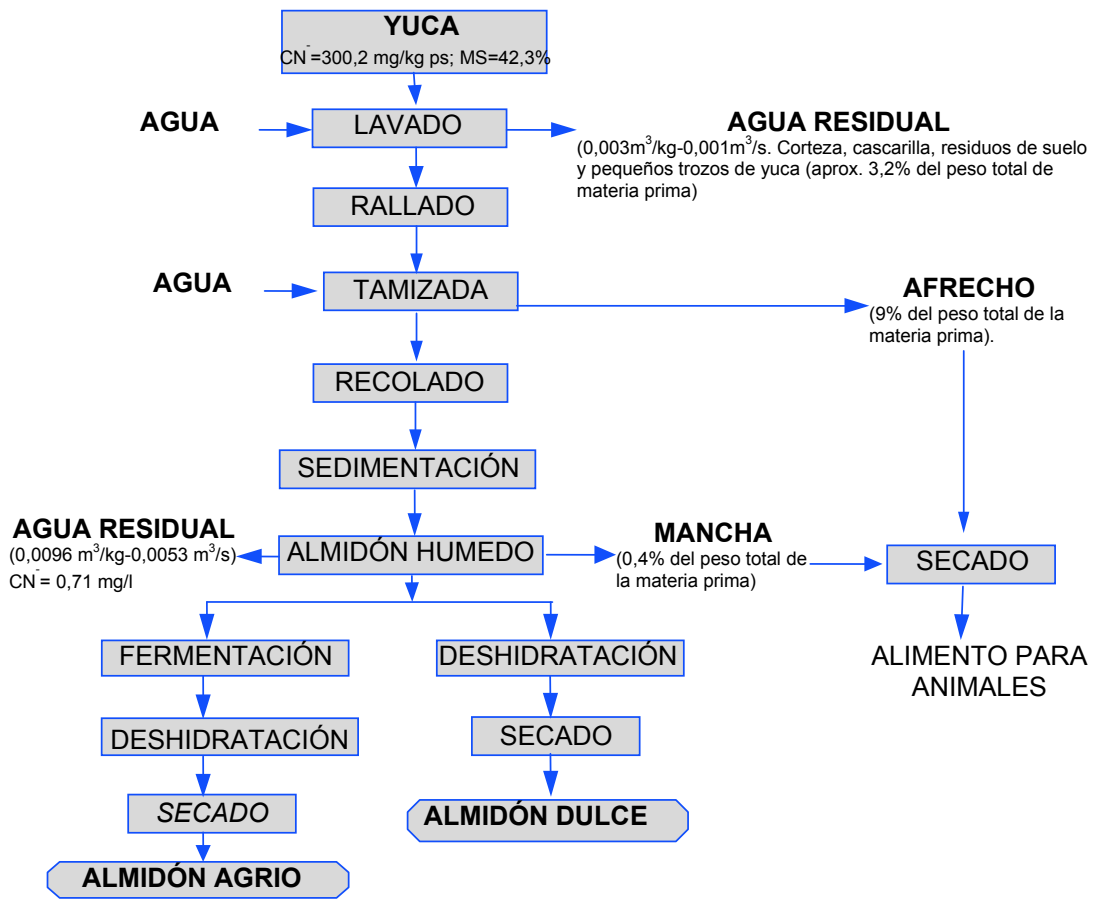 YUCA
CN⁻=300,2 mg/kg ps; MS=42,3%
AGUA
LAVADO
AGUA RESIDUAL
(0,003m³/kg-0,001m³/s. Corteza, cascarilla, residuos de suelo
y pequeños trozos de yuca (aprox. 3,2% del peso total de
materia prima)
RALLADO
AGUA
TAMIZADA
AFRECHO
(9% del peso total de la
materia prima).
RECOLADO
SEDIMENTACIÓN
AGUA RESIDUAL
(0,0096 m³/kg-0,0053 m³/s)
CN⁻= 0,71 mg/l
ALMIDÓN HUMEDO
MANCHA
(0,4% del peso total de
la materia prima)
SECADO
FERMENTACIÓN
DESHIDRATACIÓN
ALIMENTO PARA
ANIMALES
DESHIDRATACIÓN
SECADO
SECADO
ALMIDÓN DULCE
ALMIDÓN AGRIO